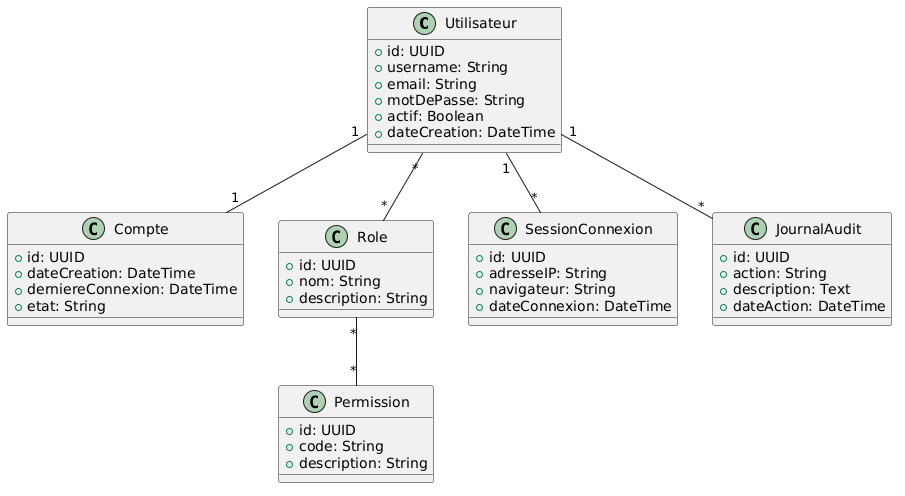 C Utilisateur
id: UUID
username: String
email: String
motDePasse: String
actif: Boolean
dateCreation: DateTime
1
*
1
1
1
*
*
*
C Compte
id: UUID
dateCreation: DateTime
derniereConnexion: DateTime
etat: String
C Role
id: UUID
nom: String
description: String
C SessionConnexion
id: UUID
adresseIP: String
navigateur: String
dateConnexion: DateTime
C JournalAudit
id: UUID
action: String
description: Text
dateAction: DateTime
*
*
C Permission
id: UUID
code: String
description: String